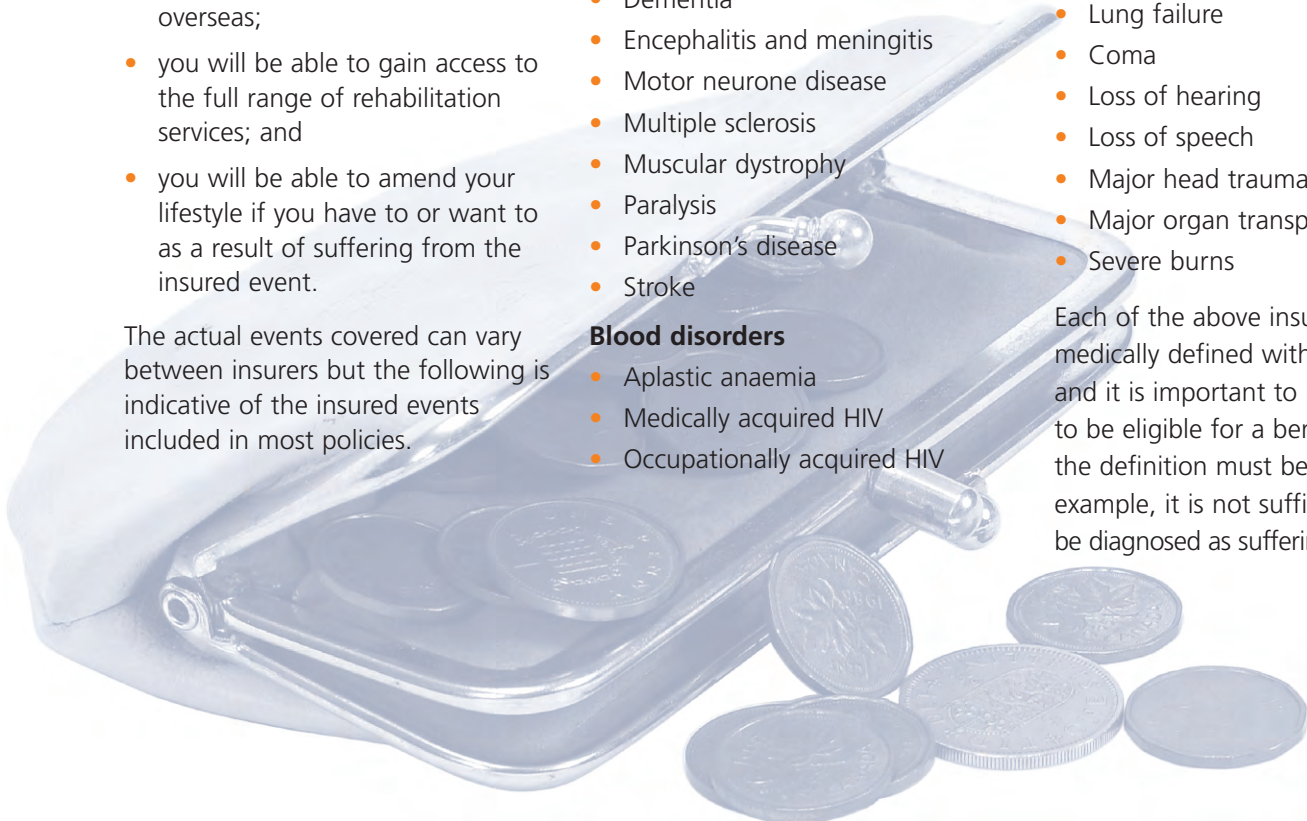 overseas;
• you will be able to gain access to
the full range of rehabilitation
services; and
• you will be able to amend your
lifestyle if you have to or want to
as a result of suffering from the
insured event.
The actual events covered can vary
between insurers but the following is
indicative of the insured events
included in most policies.
• Dementia
• Encephalitis and meningitis
• Motor neurone disease
• Multiple sclerosis
• Muscular dystrophy
• Paralysis
• Parkinson's disease
• Stroke
Blood disorders
• Aplastic anaemia
• Medically acquired HIV
• Occupationally acquired HIV
• Lung failure
• Coma
• Loss of hearing
• Loss of speech
• Major head trauma
• Major organ transp
• Severe burns
Each of the above insu
medically defined with
and it is important to
to be eligible for a ber
the definition must be
example, it is not suffi
be diagnosed as sufferi